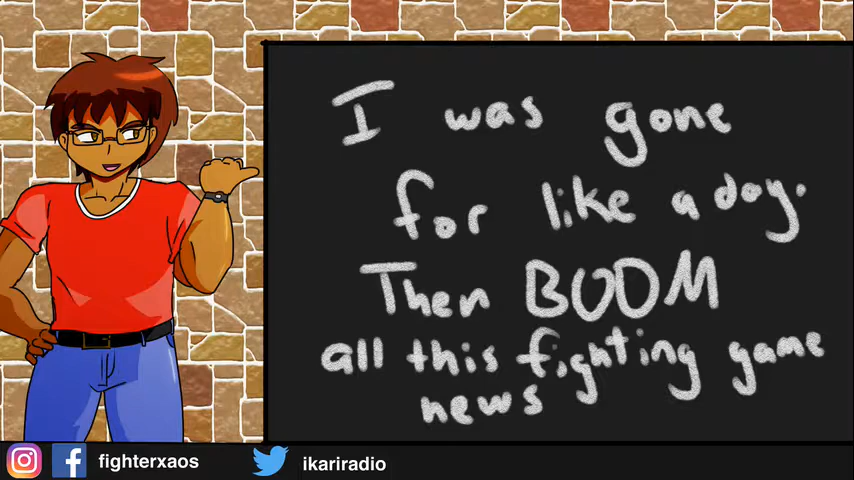 I was gone
for like a day.
Then BOOM
all this fighting game
news
fighterxaos
ikariradio